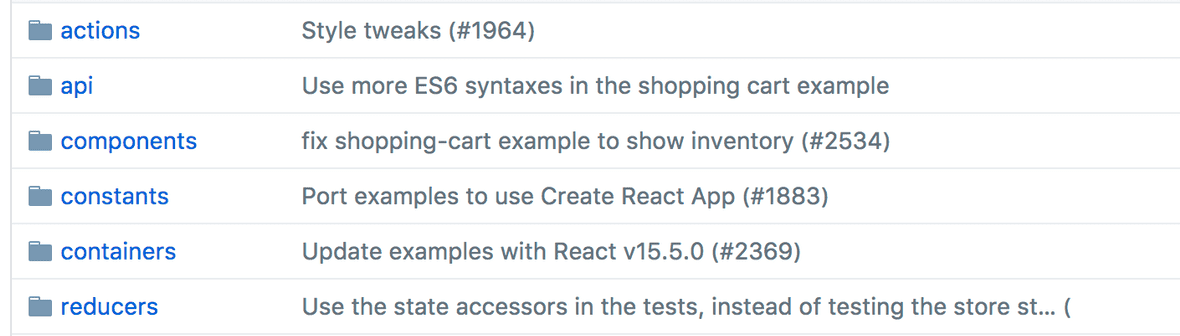 actions Style tweaks (#1964)
api Use more ES6 syntaxes in the shopping cart example
components fix shopping-cart example to show inventory (#2534)
constants Port examples to use Create React App (#1883)
containers Update examples with React v15.5.0 (#2369)
reducers Use the state accessors in the tests, instead of testing the store st... (